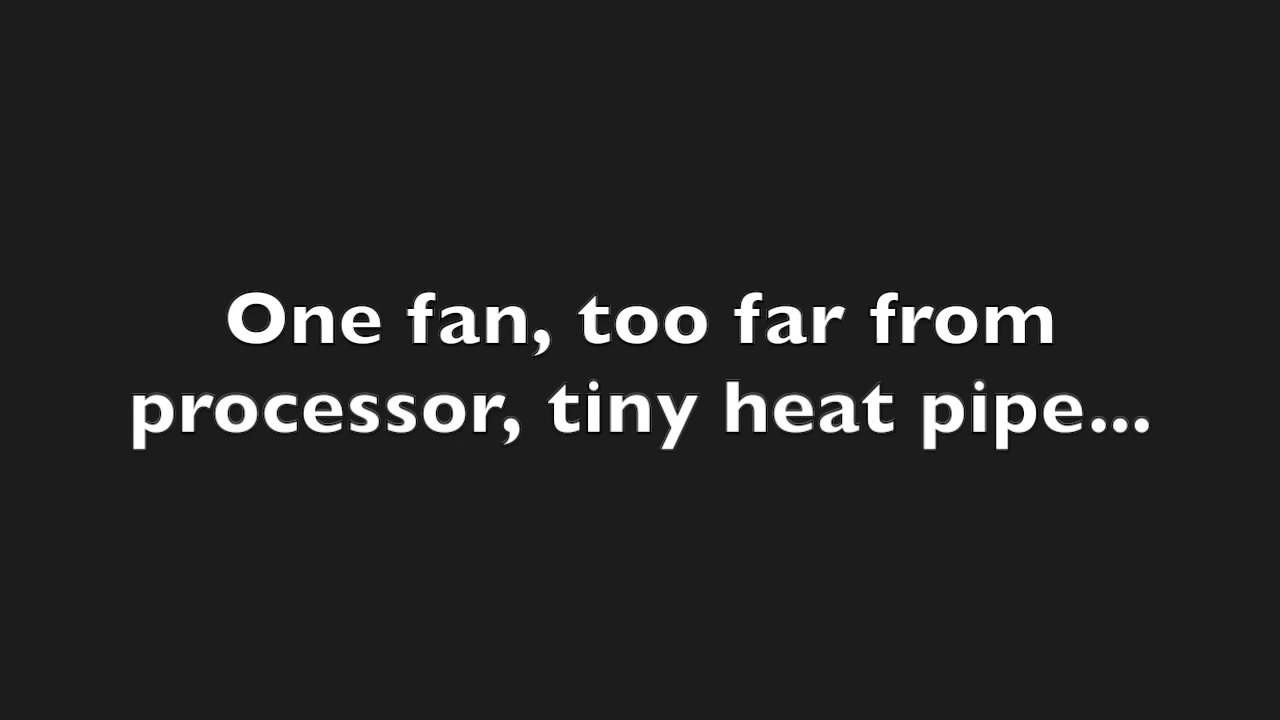 One fan, too far from
processor, tiny heat pipe...